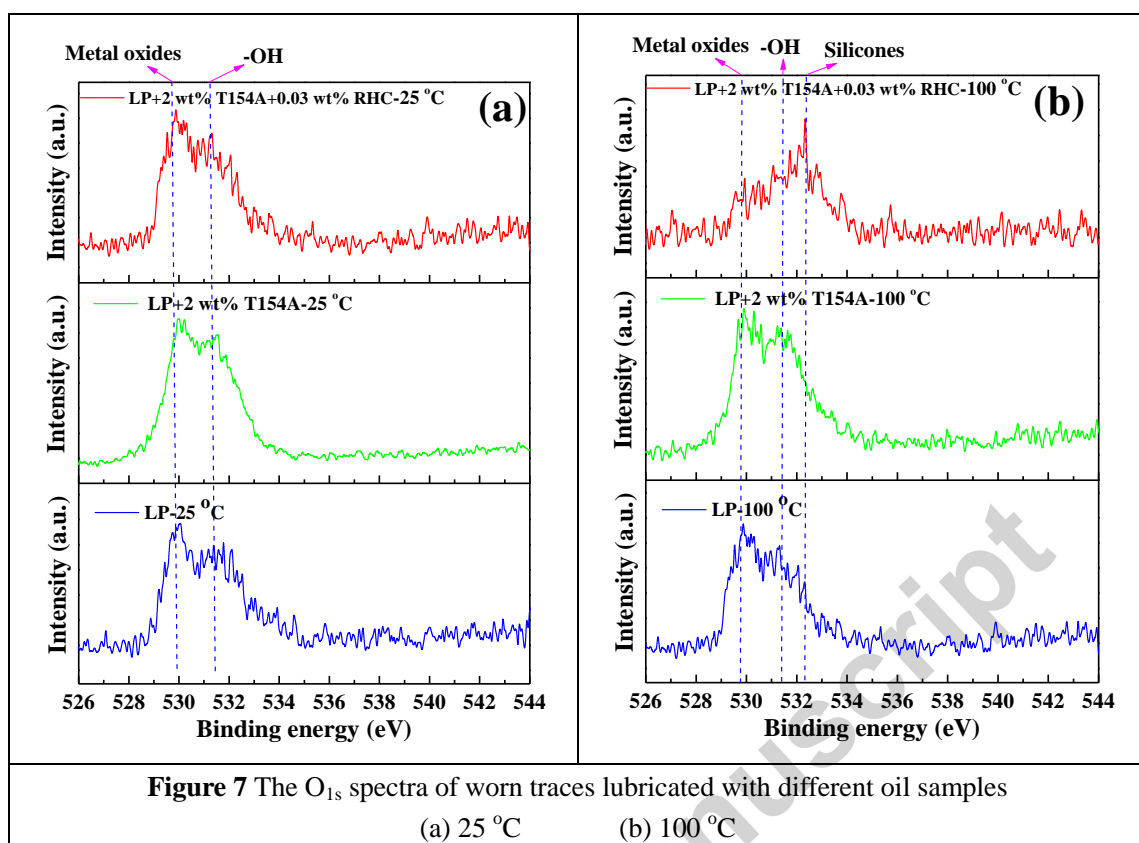 Metal oxides
-OH
LP+2 wt% T154A+0.03 wt% RHC-25 °C
(a)
Intensity (a.u.)
LP+2 wt% T154A-25 °C
Intensity (a.u.)
LP-25 °C
Intensity (a.u.)
526 528 530 532 534 536 538 540 542 544
Binding energy (eV)
Metal oxides
-OH
Silicones
LP+2 wt% T154A+0.03 wt% RHC-100 °C
(b)
Intensity (a.u.)
LP+2 wt% T154A-100 °C
Intensity (a.u.)
LP-100 °C
Intensity (a.u.)
526 528 530 532 534 536 538 540 542 544
Binding energy (eV)
nuscript
Figure 7 The O1s spectra of worn traces lubricated with different oil samples
(a) 25 °C (b) 100 °C